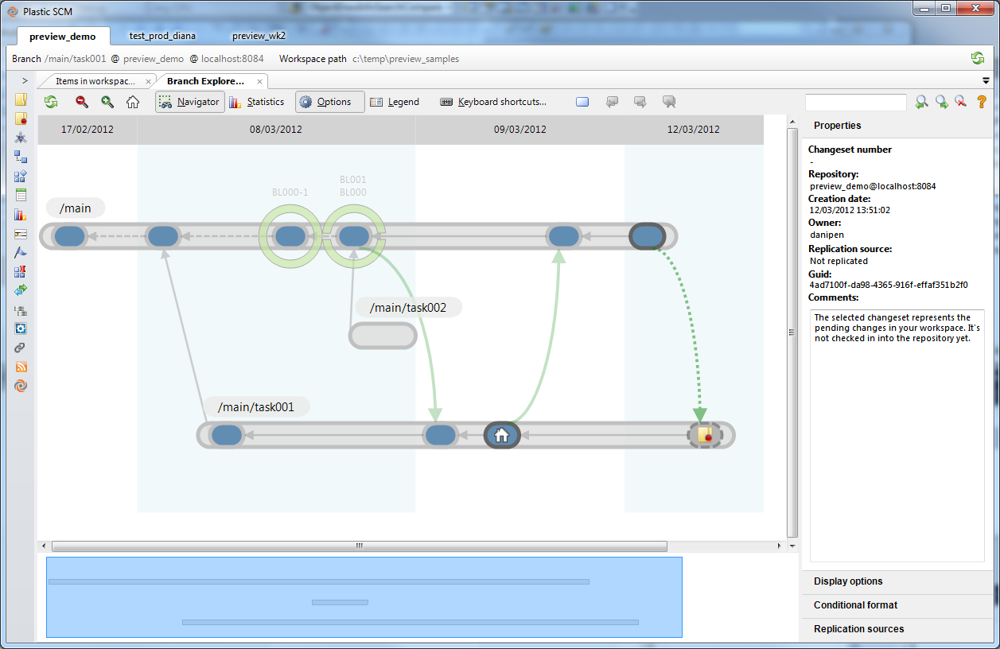 Plastic SCM
preview_demo test_prod_diana preview_wk2
Branch /main/task001 @ preview_demo @ localhost:8084 Workspace path c:\temp\preview_samples
Items in workspac... Branch Explore...
Navigator Statistics Options Legend Keyboard shortcuts...
17/02/2012 08/03/2012 09/03/2012 12/03/2012
BL001
BL000-1 BL000
/main
/main/task002
/main/task001
Properties
Changeset number
-
Repository:
preview_demo@localhost:8084
Creation date:
12/03/2012 13:51:02
Owner:
danipen
Replication source:
Not replicated
Guid:
4ad7100f-da98-4365-916f-effaf351b2f0
Comments:
The selected changeset represents the
pending changes in your workspace. It's
not checked in into the repository yet.
Display options
Conditional format
Replication sources